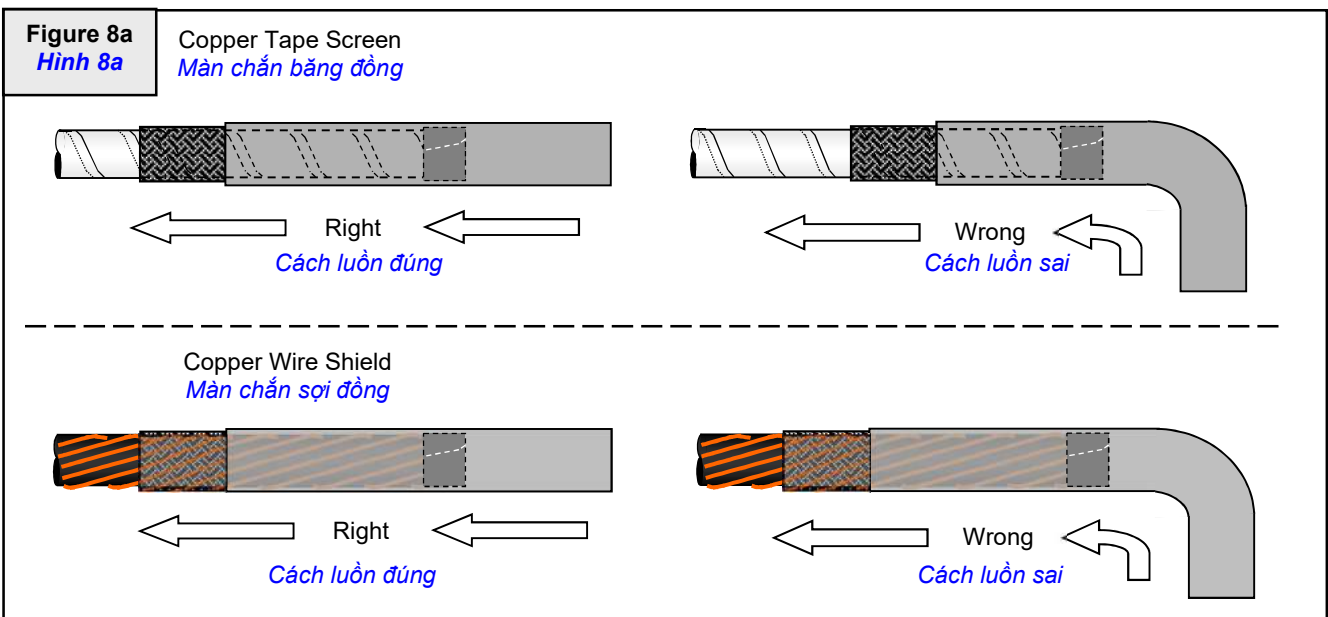 Figure 8a
Hình 8a
Copper Tape Screen
Màn chắn băng đồng
Right
Cách luồn đúng
Wrong
Cách luồn sai
Copper Wire Shield
Màn chắn sợi đồng
Right
Cách luồn đúng
Wrong
Cách luồn sai